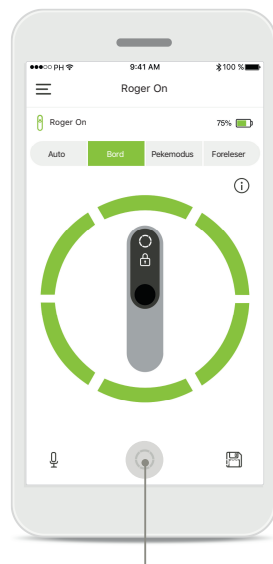 ●●●○○ PH 9:41 AM 100 %
Roger On
Roger On 75%
Auto Bord Pekemodus Foreleser